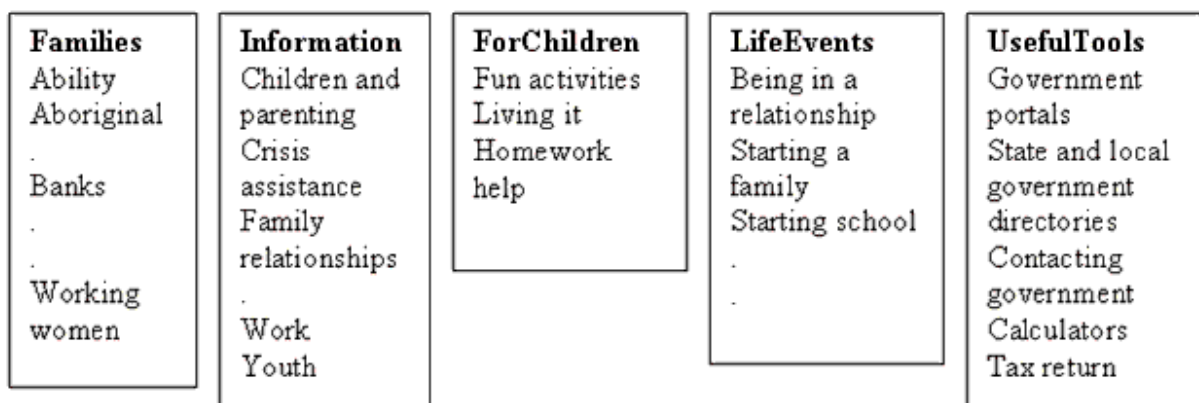 Families
Ability
Aboriginal
.
Banks
.
.
Working
women
Information
Children and
parenting
Crisis
assistance
Family
relationships
.
Work
Youth
ForChildren
Fun activities
Living it
Homework
help
LifeEvents
Being in a
relationship
Starting a
family
Starting school
.
.
UsefulTools
Government
portals
State and local
government
directories
Contacting
government
Calculators
Tax return